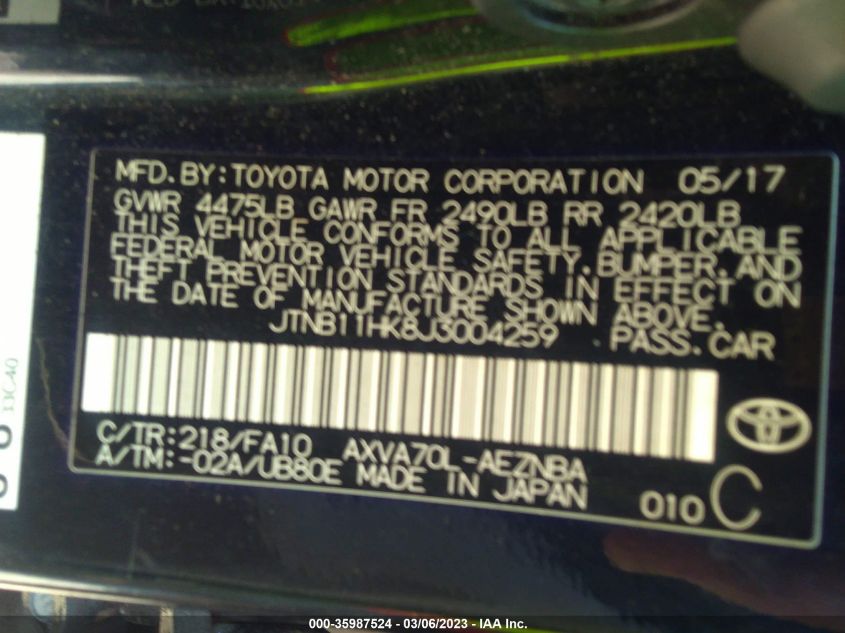 MFD.BY:TOYOTA MOTOR CORPORATION 05/17
GVWR 4475LB GAWR FR 2490LB RR 2420LB
THIS VEHICLE CONFORMS TO ALL APPLICABLE
FEDERAL MOTOR VEHICLE SAFETY,BUMPER,AND
THEFT PREVENTION STANDARDS IN EFFECT ON
THE DATE OF MANUFACTURE SHOWN ABOVE.
JTNB11HK8J3004259 PASS.CAR
C/TR:218/FA10 AXVA70L-AEZNBA
A/TM:-02A/UB80E MADE IN JAPAN
010 C
13C40
000-35987524 - 03/06/2023 - IAA Inc.